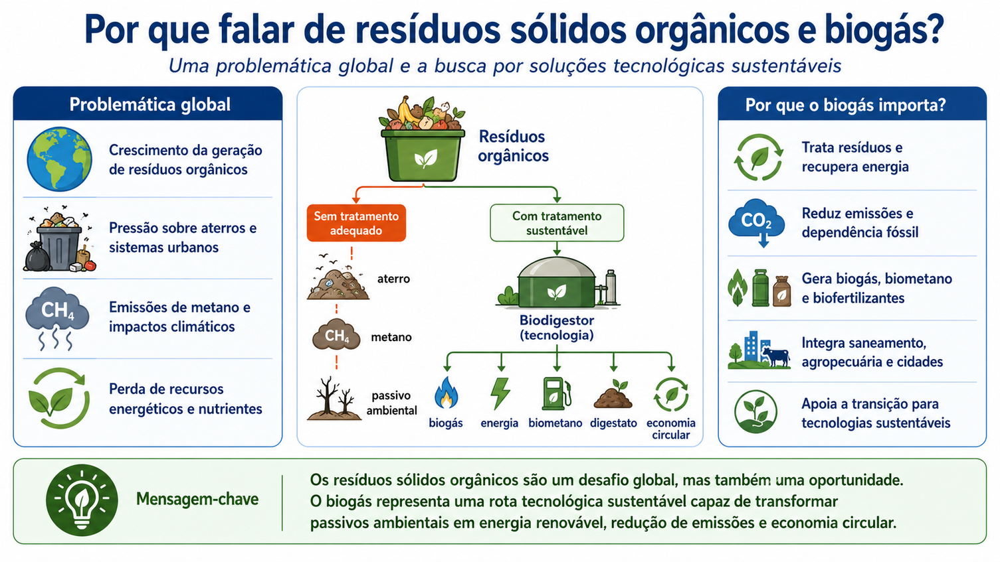 Por que falar de resíduos sólidos orgânicos e biogás?
Uma problemática global e a busca por soluções tecnológicas sustentáveis
Problemática global
Crescimento da geração
de resíduos orgânicos
Pressão sobre aterros e
sistemas urbanos
CH4
Emissões de metano e
impactos climáticos
Perda de recursos
energéticos e nutrientes
Resíduos
orgânicos
Sem tratamento
adequado
aterro
CH4
metano
passivo
ambiental
Com tratamento
sustentável
Biodigestor
(tecnologia)
biogás
energia
biometano
digestato
economia
circular
Por que o biogás importa?
Trata resíduos e
recupera energia
CO2
Reduz emissões e
dependência fóssil
Gera biogás, biometano
e biofertilizantes
Integra saneamento,
agropecuária e cidades
Apoia a transição para
tecnologias sustentáveis
Mensagem-chave
Os resíduos sólidos orgânicos são um desafio global, mas também uma oportunidade.
O biogás representa uma rota tecnológica sustentável capaz de transformar
passivos ambientais em energia renovável, redução de emissões e economia circular.